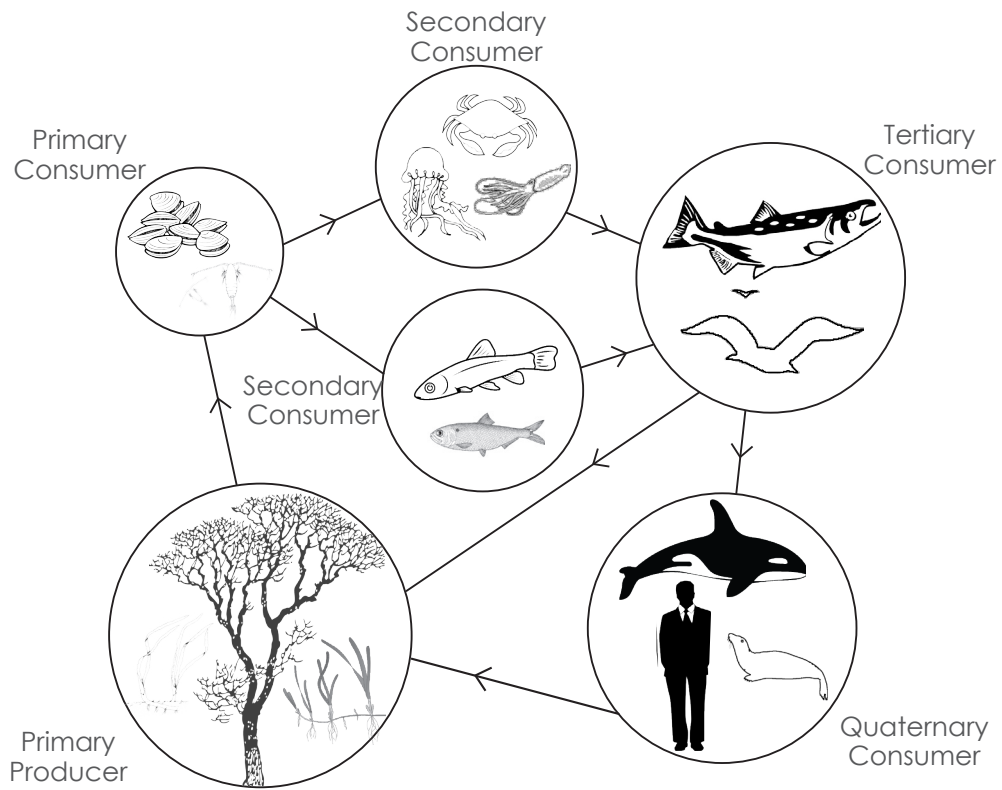 Secondary
Consumer
Primary
Consumer
Tertiary
Consumer
Secondary
Consumer
Primary
Producer
Quaternary
Consumer